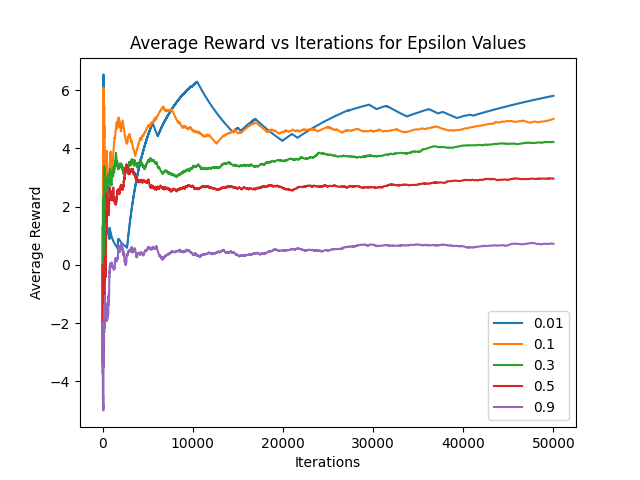 Average Reward vs Iterations for Epsilon Values
Average Reward
6
4
2
0
−2
−4
0 10000 20000 30000 40000 50000
Iterations
0.01
0.1
0.3
0.5
0.9